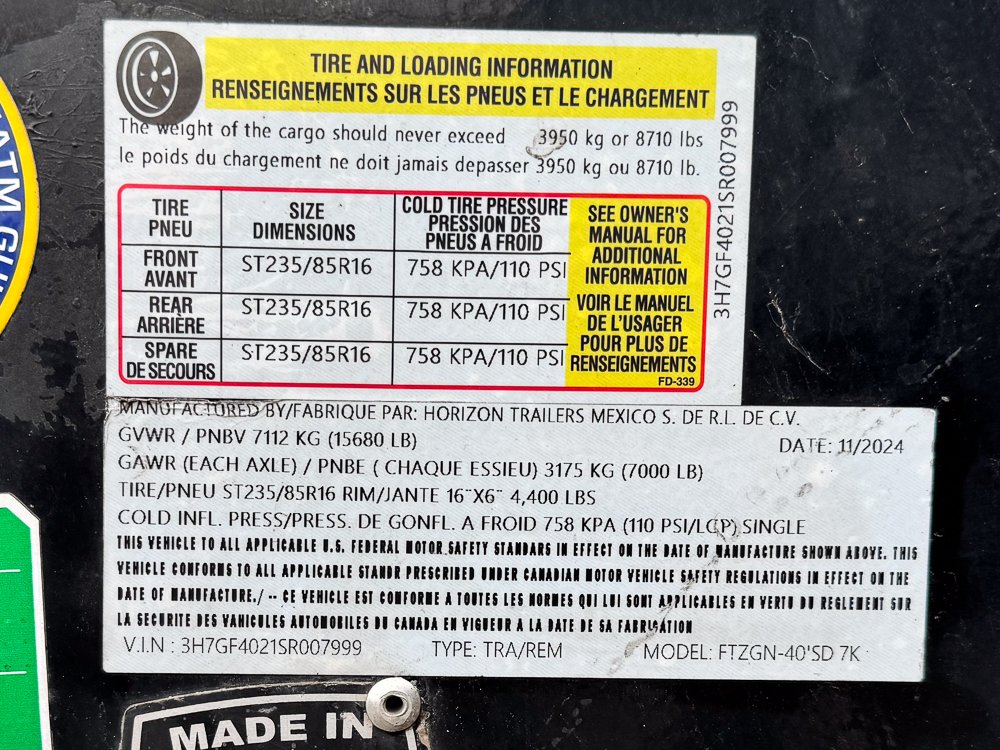 TIRE AND LOADING INFORMATION
RENSEIGNEMENTS SUR LES PNEUS ET LE CHARGEMENT
The weight of the cargo should never exceed 3950 kg or 8710 lbs
le poids du chargement ne doit jamais depasser 3950 kg ou 8710 lb.
TIRE
PNEU
SIZE
DIMENSIONS
COLD TIRE PRESSURE
PRESSION DES
PNEUS A FROID
FRONT
AVANT
ST235/85R16
758 KPA/110 PSI
REAR
ARRIÈRE
ST235/85R16
758 KPA/110 PSI
SPARE
DE SECOURS
ST235/85R16
758 KPA/110 PSI
SEE OWNER'S
MANUAL FOR
ADDITIONAL
INFORMATION
VOIR LE MANUEL
DE L'USAGER
POUR PLUS DE
RENSEIGNEMENTS
FD-339
3H7GF4021SR007999
MANUFACTURED BY/FABRIQUE PAR: HORIZON TRAILERS MEXICO S. DE R.L. DE C.V.
GVWR / PNBV 7112 KG (15680 LB)
DATE: 11/2024
GAWR (EACH AXLE) / PNBE ( CHAQUE ESSIEU) 3175 KG (7000 LB)
TIRE/PNEU ST235/85R16 RIM/JANTE 16¨X6¨ 4,400 LBS
COLD INFL. PRESS/PRESS. DE GONFL. A FROID 758 KPA (110 PSI/LCP) SINGLE
THIS VEHICLE TO ALL APPLICABLE U.S. FEDERAL MOTOR SAFETY STANDARS IN EFFECT ON THE DATE OF MANUFACTURE SHOWN ABOVE. THIS
VEHICLE CONFORMS TO ALL APPLICABLE STANDR PRESCRIBED UNDER CANADIAN MOTOR VEHICLE SAFETY REGULATIONS IN EFFECT ON THE
DATE OF MANUFACTURE./ -- CE VEHICLE EST CONFORME A TOUTES LES NORMES QUI LUI SONT APPLICABLES EN VERTU DU REGLEMENT SUR
LA SECURITE DES VANICULES AUTOMOBILES DU CANADA EN VIGUEUR A LA DATE DE SA FABRICATION
V.I.N : 3H7GF4021SR007999
TYPE: TRA/REM
MODEL: FTZGN-40'SD 7K
MADE IN